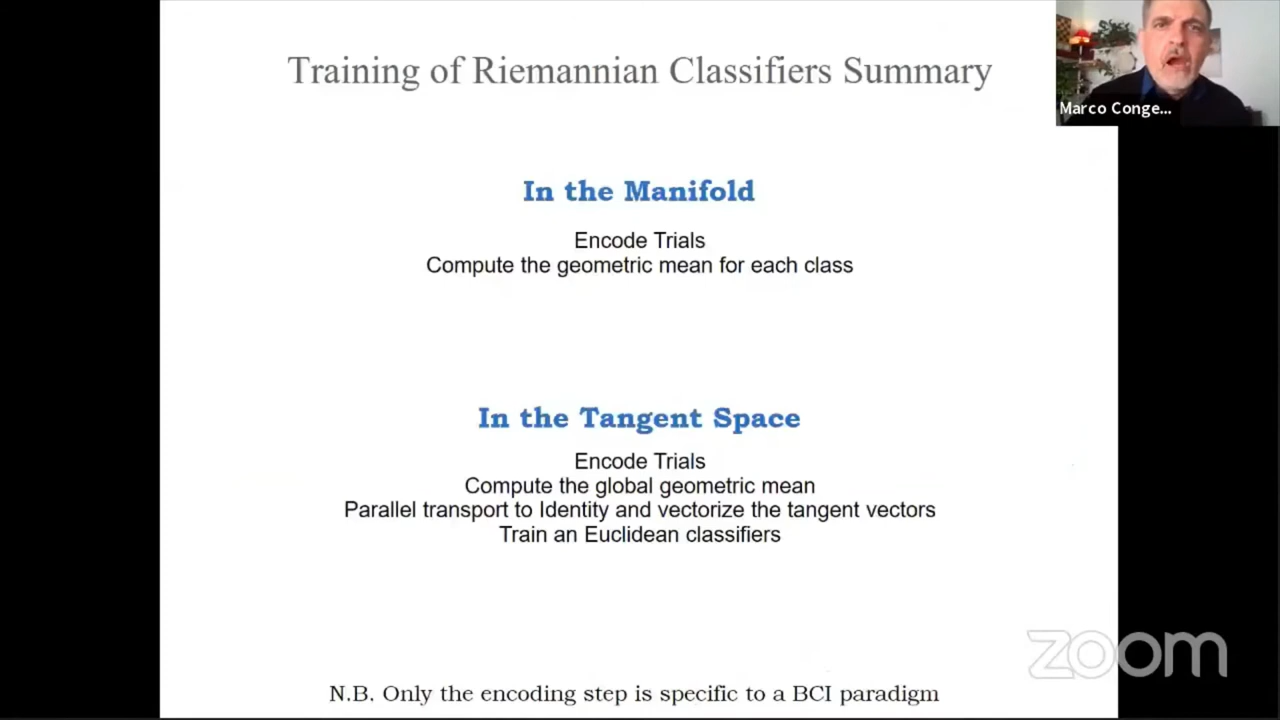 Training of Riemannian Classifiers Summary
Marco Conge...
In the Manifold
Encode Trials
Compute the geometric mean for each class
In the Tangent Space
Encode Trials
Compute the global geometric mean
Parallel transport to Identity and vectorize the tangent vectors
Train an Euclidean classifiers
zoom
N.B. Only the encoding step is specific to a BCI paradigm